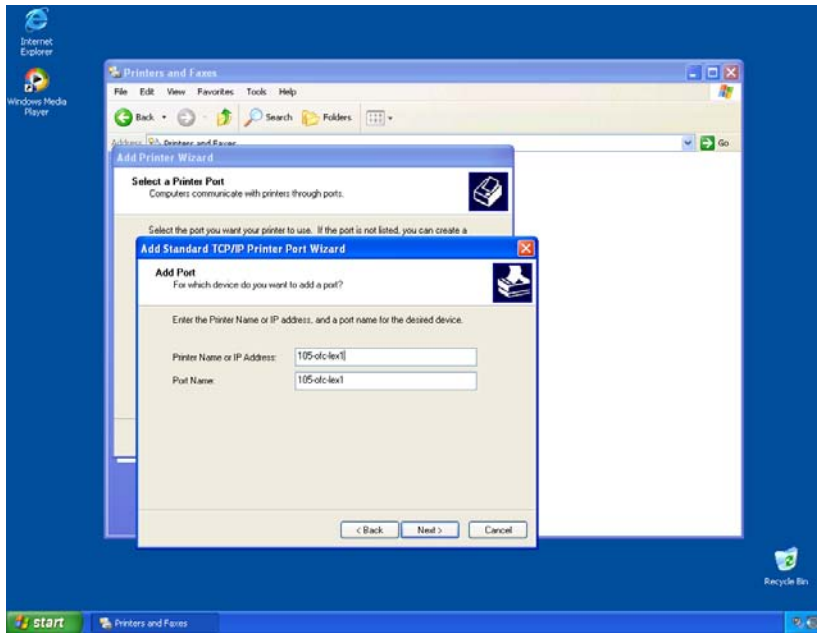 Internet
Explorer
Windows Media
Player
Printers and Faxes
File Edit View Favorites Tools Help
Back Search Folders
Address Printers and Faxes Go
Add Printer Wizard
Select a Printer Port
Computers communicate with printers through ports.
Select the port you want your printer to use. If the port is not listed, you can create a
Add Standard TCP/IP Printer Port Wizard
Add Port
For which device do you want to add a port?
Enter the Printer Name or IP address, and a port name for the desired device.
Printer Name or IP Address: 105-ofc-lex1
Port Name: 105-ofc-lex1
< Back Next > Cancel
Recycle Bin
start Printers and Faxes